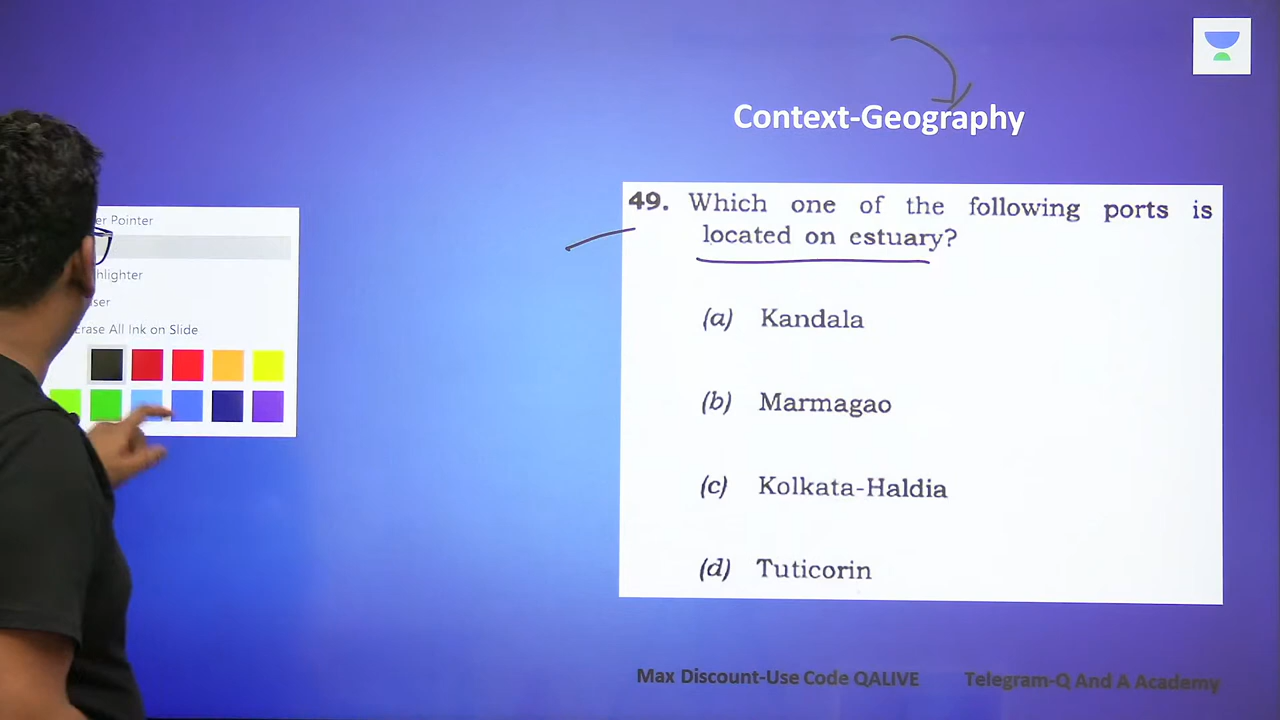 Context-Geography
er Pointer
hlighter
ser
Erase All Ink on Slide
49. Which one of the following ports is
located on estuary?
(a) Kandala
(b) Marmagao
(c) Kolkata-Haldia
(d) Tuticorin
Max Discount-Use Code QALIVE Telegram-Q And A Academy